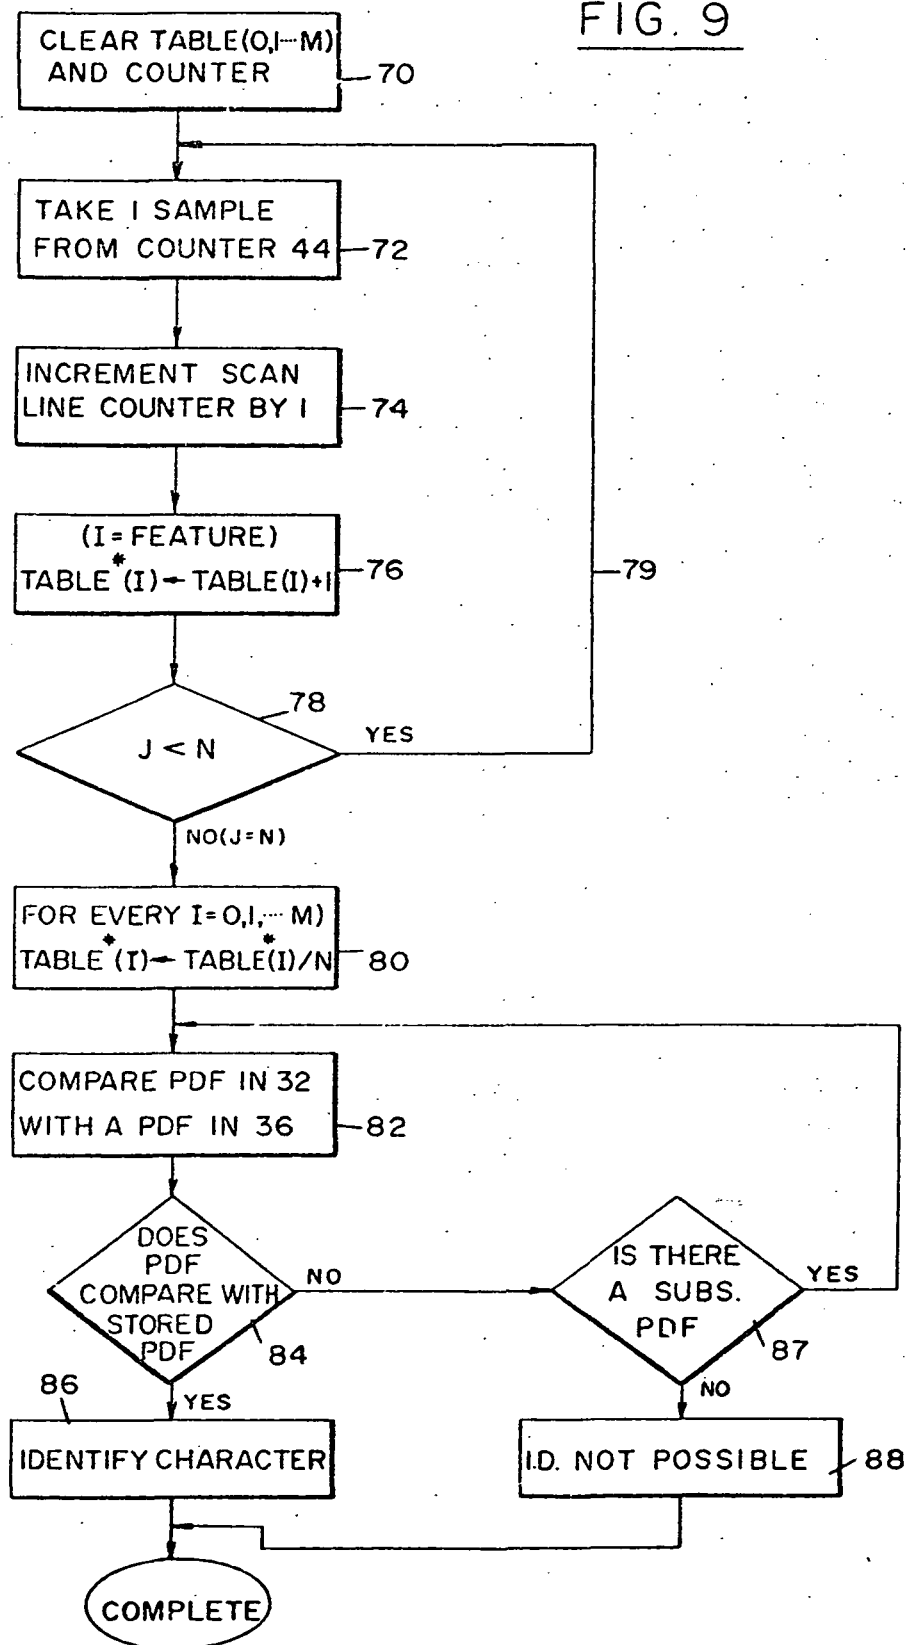 FIG. 9
CLEAR TABLE(0,1---M)
AND COUNTER
70
TAKE 1 SAMPLE
FROM COUNTER 44
72
INCREMENT SCAN
LINE COUNTER BY 1
74
(I = FEATURE)
TABLE*(I) ← TABLE(I)+1
76
79
78
J < N
YES
NO(J=N)
FOR EVERY I=0,1,--- M)
TABLE*(I) ← TABLE*(I)/N
80
COMPARE PDF IN 32
WITH A PDF IN 36
82
DOES
PDF
COMPARE WITH
STORED
PDF
84
NO
IS THERE
A SUBS.
PDF
87
YES
86
YES
NO
IDENTIFY CHARACTER
I.D. NOT POSSIBLE
88
COMPLETE